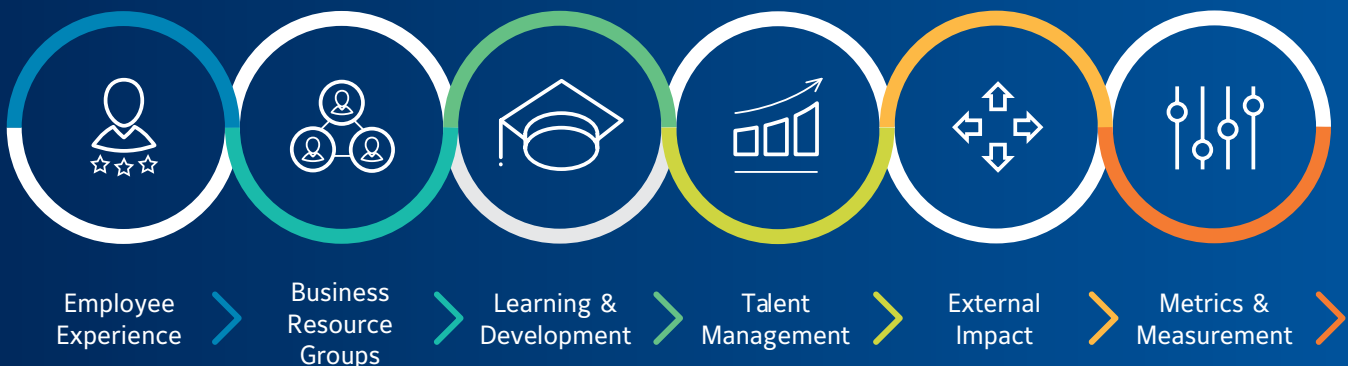 Employee
Experience
Business
Resource
Groups
Learning &
Development
Talent
Management
External
Impact
Metrics &
Measurement